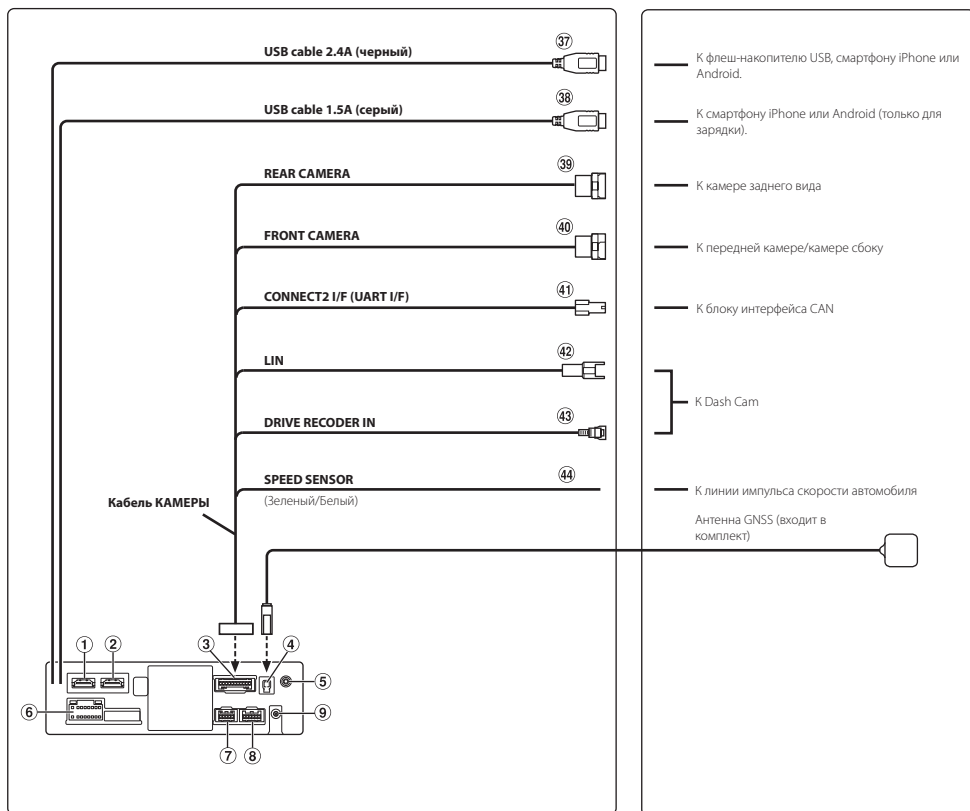 USB cable 2.4A (черный)
37
К флеш-накопителю USB, смартфону iPhone или
Android.
USB cable 1.5A (серый)
38
К смартфону iPhone или Android (только для
зарядки).
REAR CAMERA
39
К камере заднего вида
FRONT CAMERA
40
К передней камере/камере сбоку
CONNECT2 I/F (UART I/F)
41
К блоку интерфейса CAN
LIN
42
К Dash Cam
DRIVE RECODER IN
43
SPEED SENSOR
44
(Зеленый/Белый)
К линии импульса скорости автомобиля
Кабель КАМЕРЫ
Антенна GNSS (входит в
комплект)
1
2
3
4
5
6
9
7
8